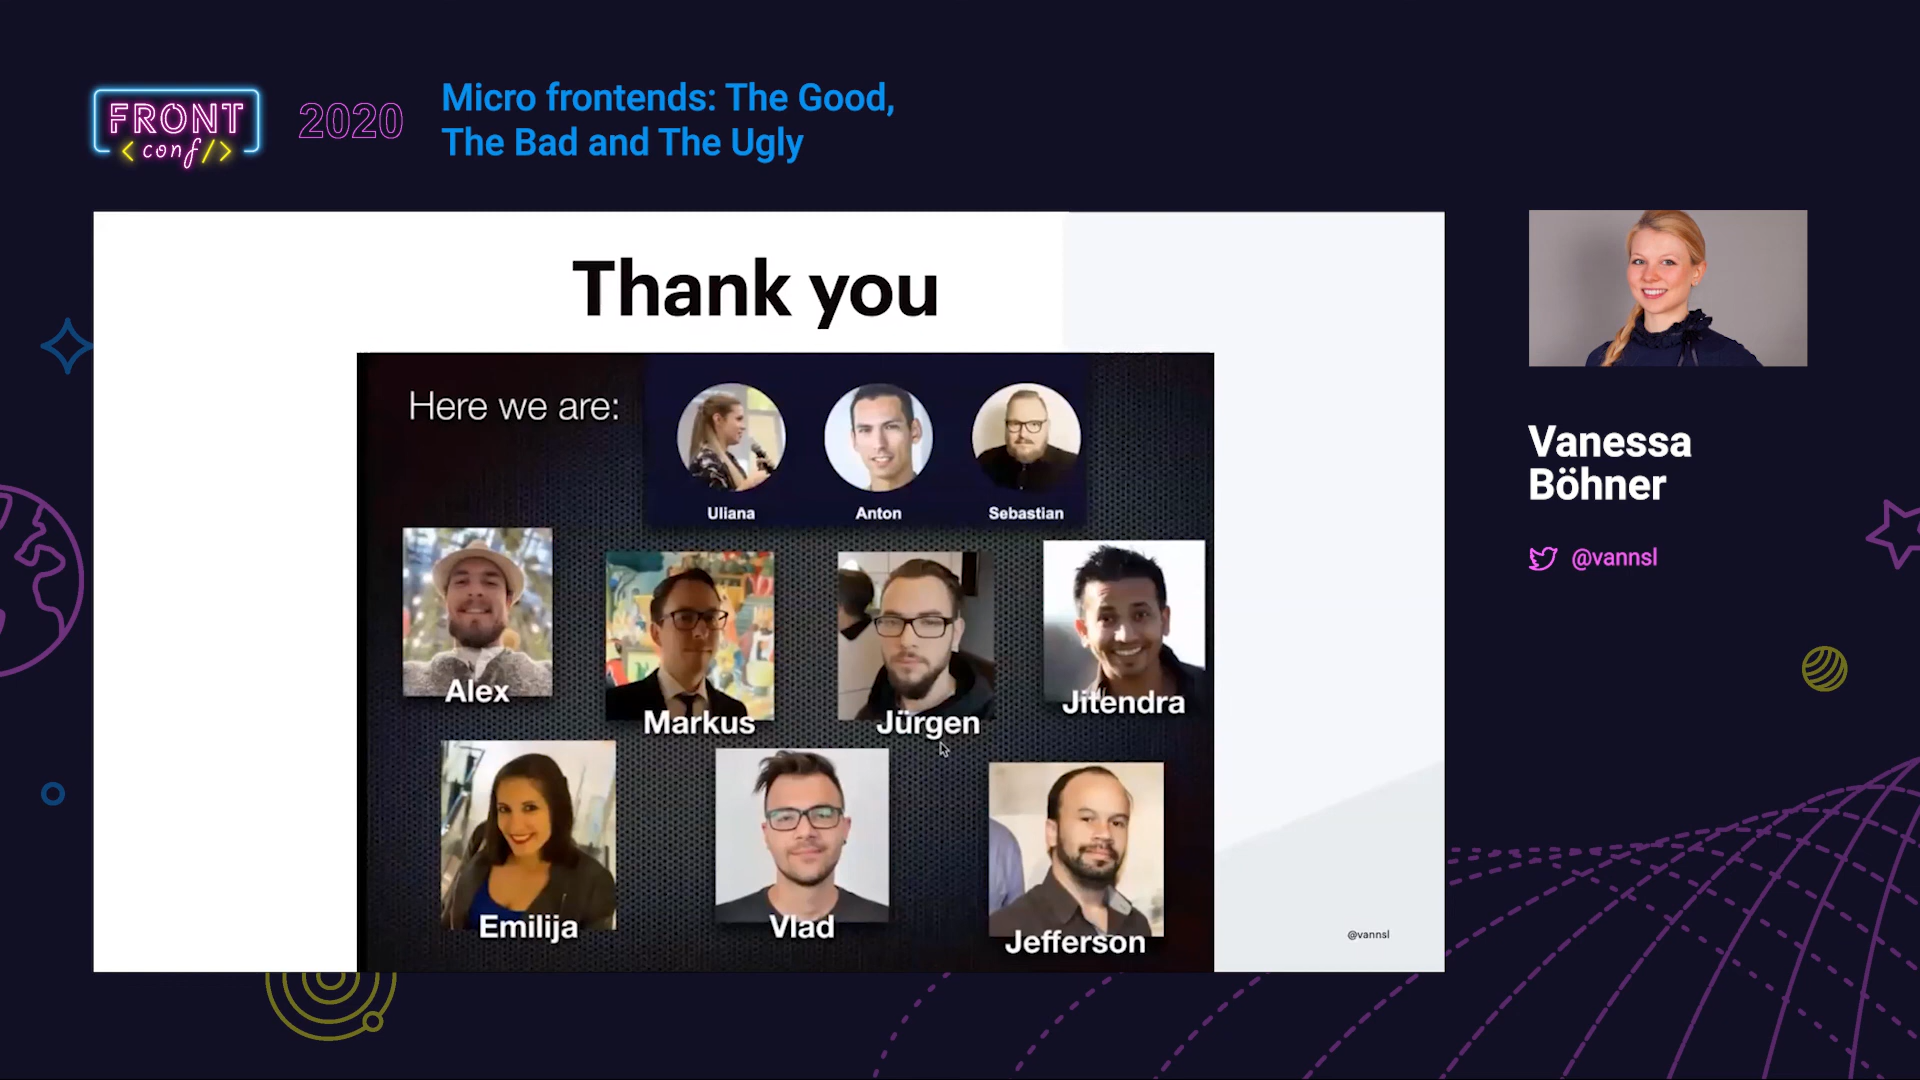 FRONT
<conf/>
2020
Micro frontends: The Good,
The Bad and The Ugly
Thank you
Here we are:
Uliana
Anton
Sebastian
Alex
Markus
Jürgen
Jitendra
Emilija
Vlad
Jefferson
@vannsl
Vanessa
Böhner
@vannsl